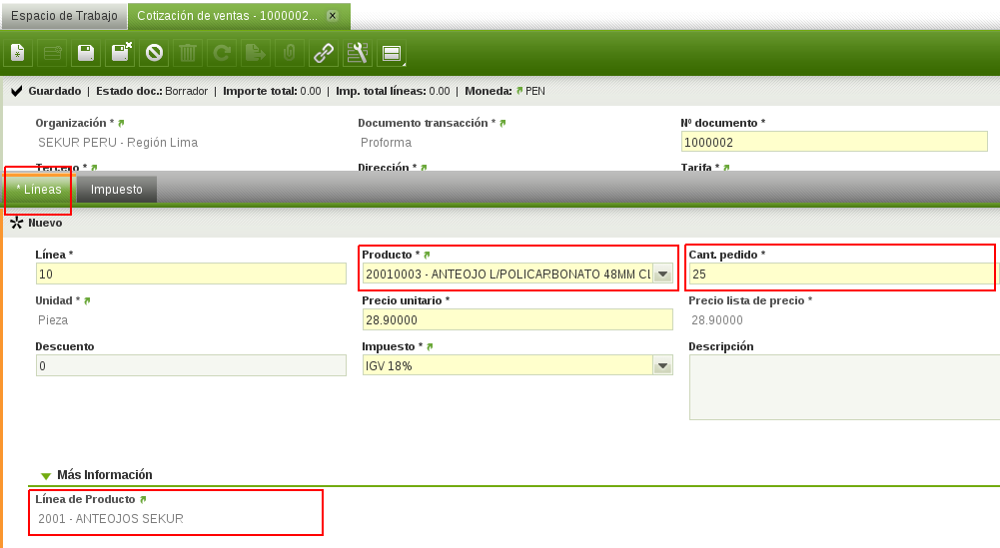 Espacio de Trabajo Cotización de ventas - 1000002...
Guardado | Estado doc.: Borrador | Importe total: 0.00 | Imp. total líneas: 0.00 | Moneda: PEN
Organización * Documento transacción * Nº documento *
SEKUR PERU - Región Lima Proforma 1000002
Tercero * Dirección * Tarifa *
* Líneas Impuesto
Nuevo
Línea * Producto * Cant. pedido *
10 20010003 - ANTEOJO L/POLICARBONATO 48MM CL 25
Unidad * Precio unitario * Precio lista de precio *
Pieza 28.90000 28.90000
Descuento Impuesto * Descripción
0 IGV 18%
Más Información
Línea de Producto
2001 - ANTEOJOS SEKUR